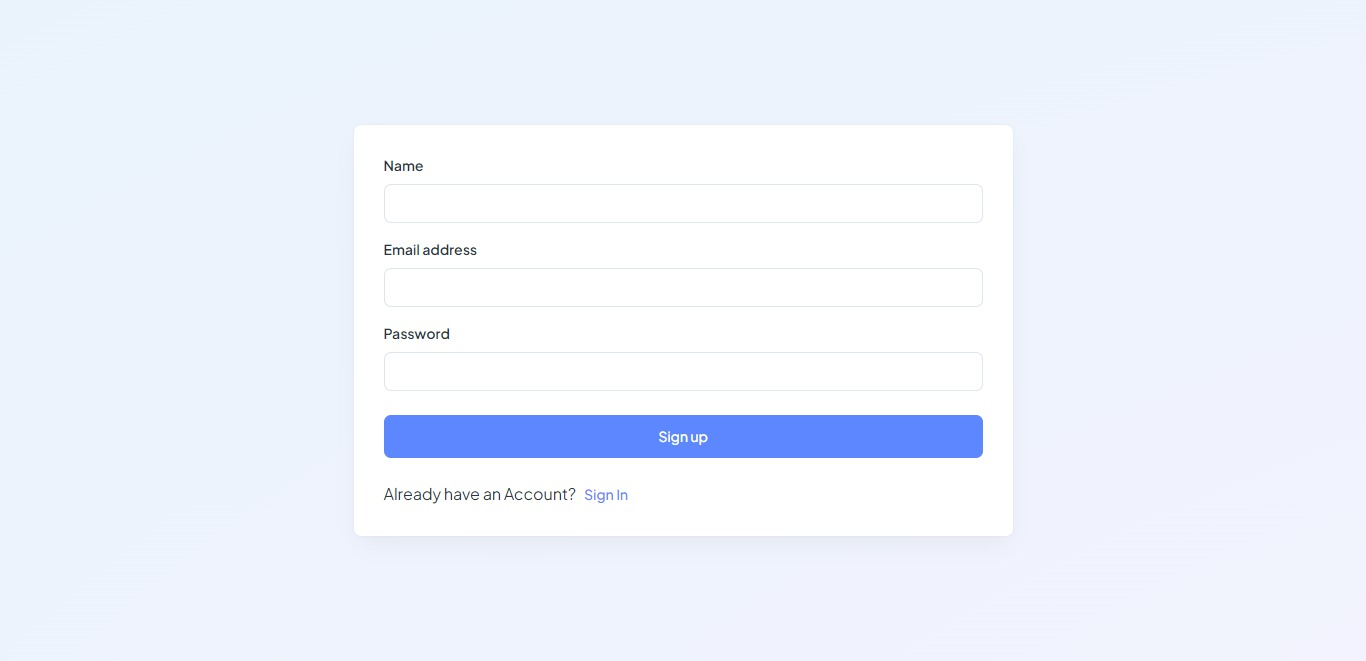 Name
Email address
Password
Sign up
Already have an Account? Sign In